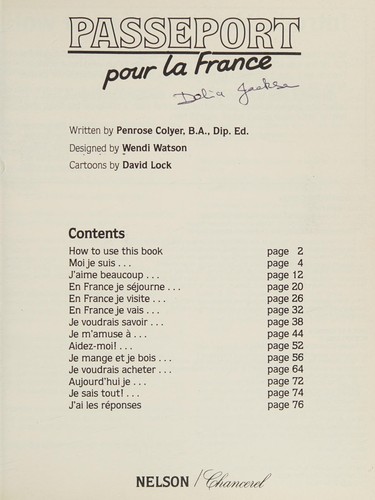 PASSEPORT
pour la France
Written by Penrose Colyer, B.A., Dip. Ed.
Designed by Wendi Watson
Cartoons by David Lock
Contents
How to use this book page 2
Moi je suis . . . page 4
J'aime beaucoup . . . page 12
En France je séjourne . . . page 20
En France je visite . . . page 26
En France je vais . . . page 32
Je voudrais savoir . . . page 38
Je m'amuse à . . . page 44
Aidez-moi! . . . page 52
Je mange et je bois . . . page 56
Je voudrais acheter . . . page 64
Aujourd'hui je . . . page 72
Je sais tout! . . . page 74
J'ai les réponses page 76
NELSON / Chancerel